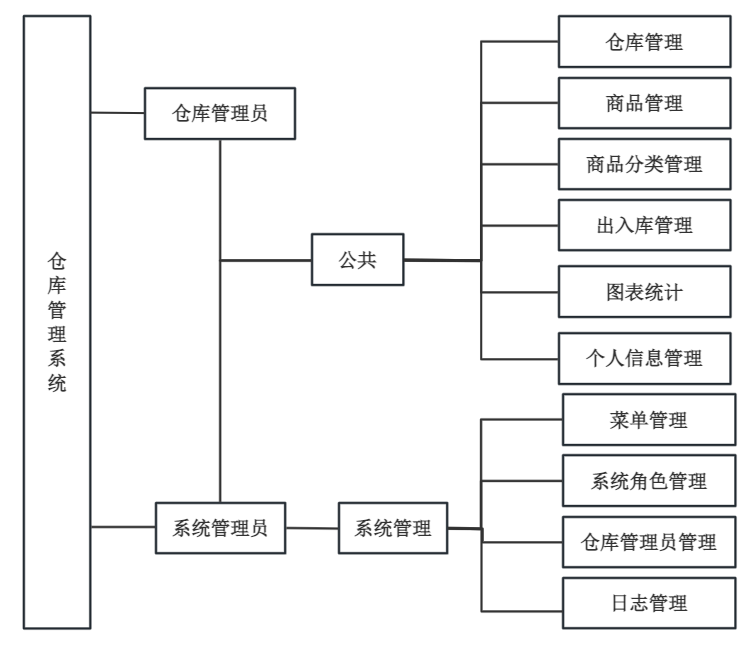 仓库管理系统
仓库管理员
公共
仓库管理
商品管理
商品分类管理
出入库管理
图表统计
个人信息管理
系统管理员
系统管理
菜单管理
系统角色管理
仓库管理员管理
日志管理